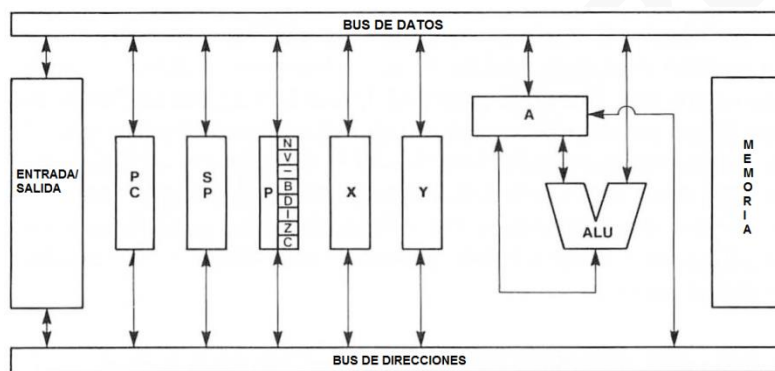 BUS DE DATOS
ENTRADA/
SALIDA
P
C
S
P
P
N
V
–
B
D
I
Z
C
X
Y
A
ALU
M
E
M
O
R
I
A
BUS DE DIRECCIONES